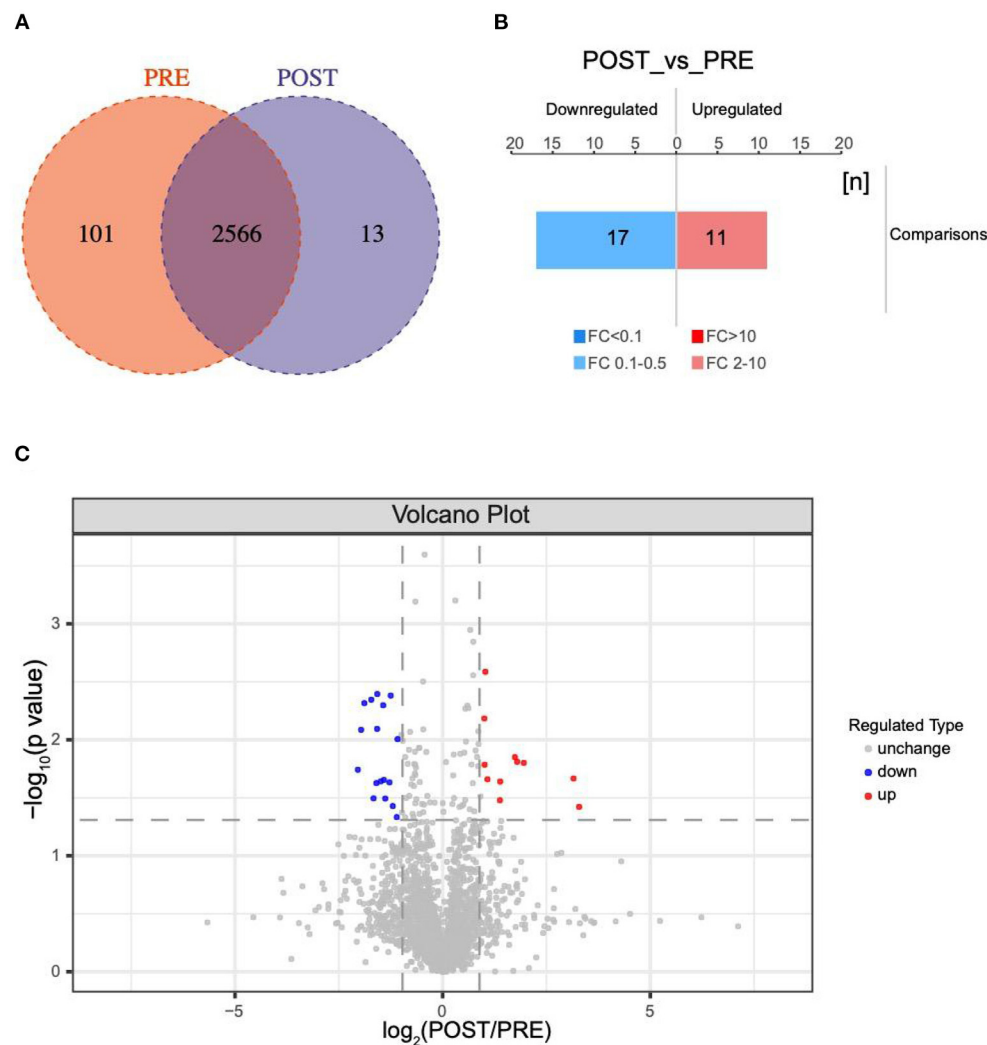 A
PRE POST
101 2566 13
B
POST_vs_PRE
Downregulated Upregulated
20 15 10 5 0 5 10 15 20
[n]
17 11
Comparisons
FC<0.1 FC>10
FC 0.1-0.5 FC 2-10
C
Volcano Plot
3
2
1
0
−log₁₀(p value)
−5 0 5
log₂(POST/PRE)
Regulated Type
unchange
down
up